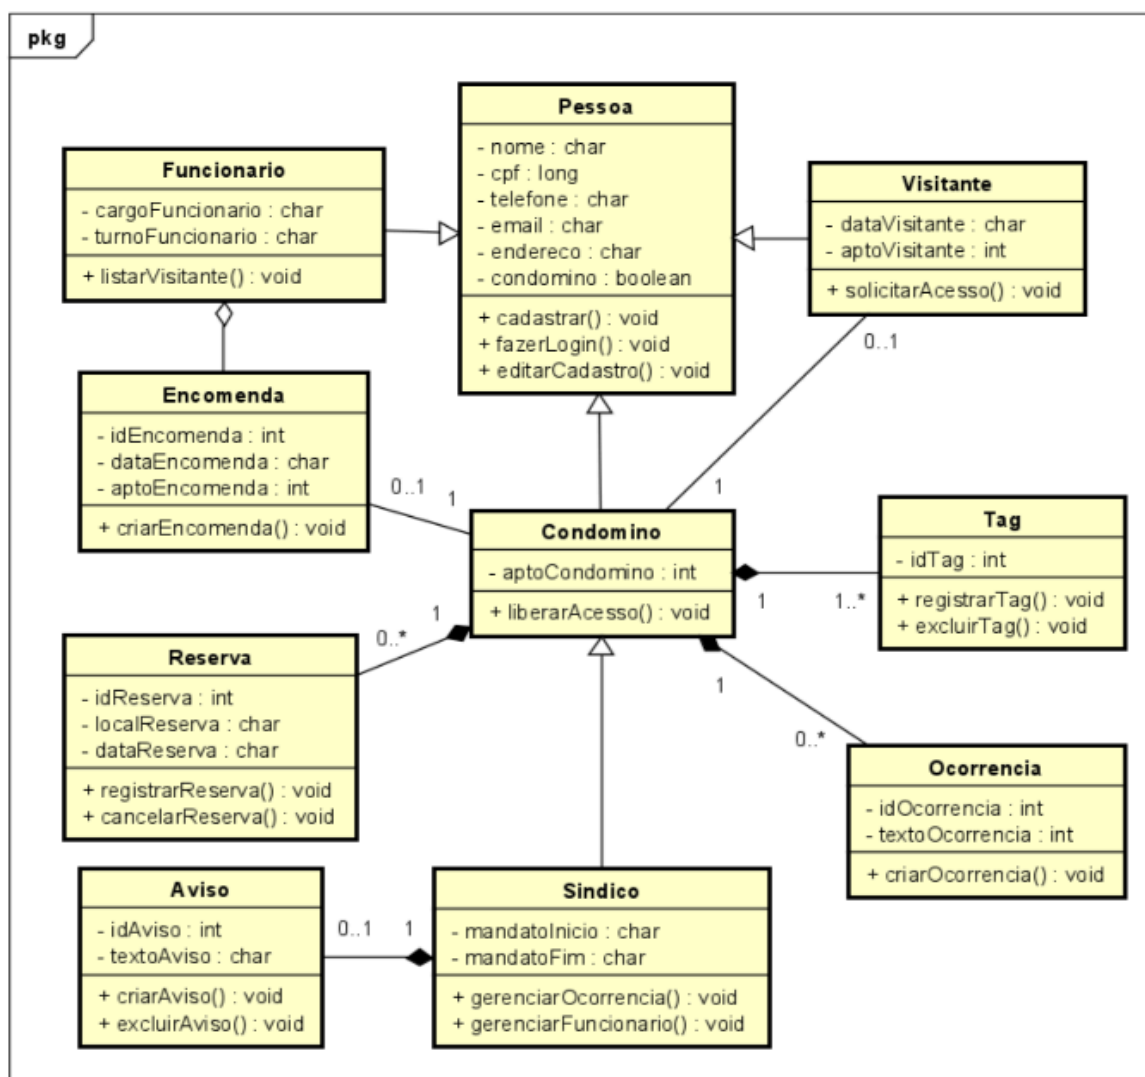 pkg
Pessoa
- nome : char
- cpf : long
- telefone : char
- email : char
- endereco : char
- condomino : boolean
+ cadastrar() : void
+ fazerLogin() : void
+ editarCadastro() : void
Funcionario
- cargoFuncionario : char
- turnoFuncionario : char
+ listarVisitante() : void
Visitante
- dataVisitante : char
- aptoVisitante : int
+ solicitarAcesso() : void
0..1
1
Encomenda
- idEncomenda : int
- dataEncomenda : char
- aptoEncomenda : int
+ criarEncomenda() : void
0..1
1
Condomino
- aptoCondomino : int
+ liberarAcesso() : void
1
1..*
Tag
- idTag : int
+ registrarTag() : void
+ excluirTag() : void
1
0..*
Reserva
- idReserva : int
- localReserva : char
- dataReserva : char
+ registrarReserva() : void
+ cancelarReserva() : void
1
0..*
Ocorrencia
- idOcorrencia : int
- textoOcorrencia : int
+ criarOcorrencia() : void
Aviso
- idAviso : int
- textoAviso : char
+ criarAviso() : void
+ excluirAviso() : void
0..1
1
Sindico
- mandatoInicio : char
- mandatoFim : char
+ gerenciarOcorrencia() : void
+ gerenciarFuncionario() : void